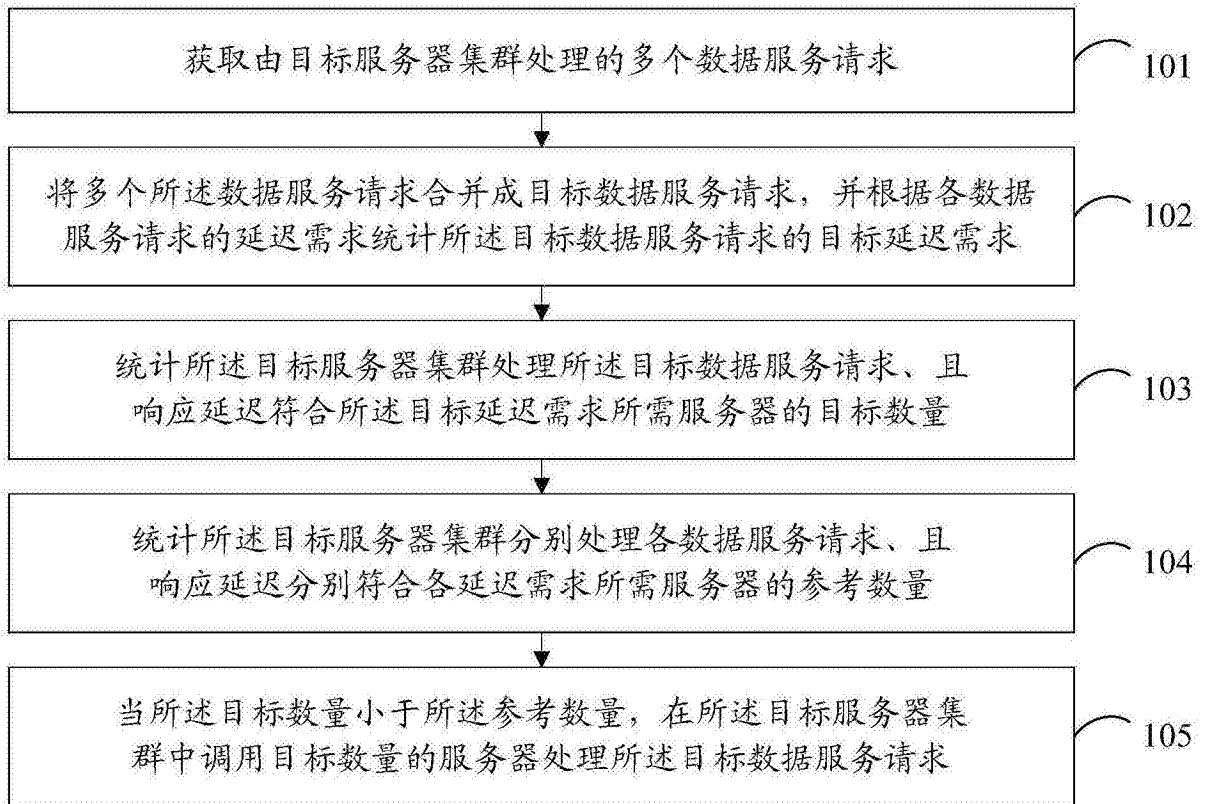 获取由目标服务器集群处理的多个数据服务请求
101
将多个所述数据服务请求合并成目标数据服务请求，并根据各数据
服务请求的延迟需求统计所述目标数据服务请求的目标延迟需求
102
统计所述目标服务器集群处理所述目标数据服务请求、且
响应延迟符合所述目标延迟需求所需服务器的目标数量
103
统计所述目标服务器集群分别处理各数据服务请求、且
响应延迟分别符合各延迟需求所需服务器的参考数量
104
当所述目标数量小于所述参考数量，在所述目标服务器集
群中调用目标数量的服务器处理所述目标数据服务请求
105